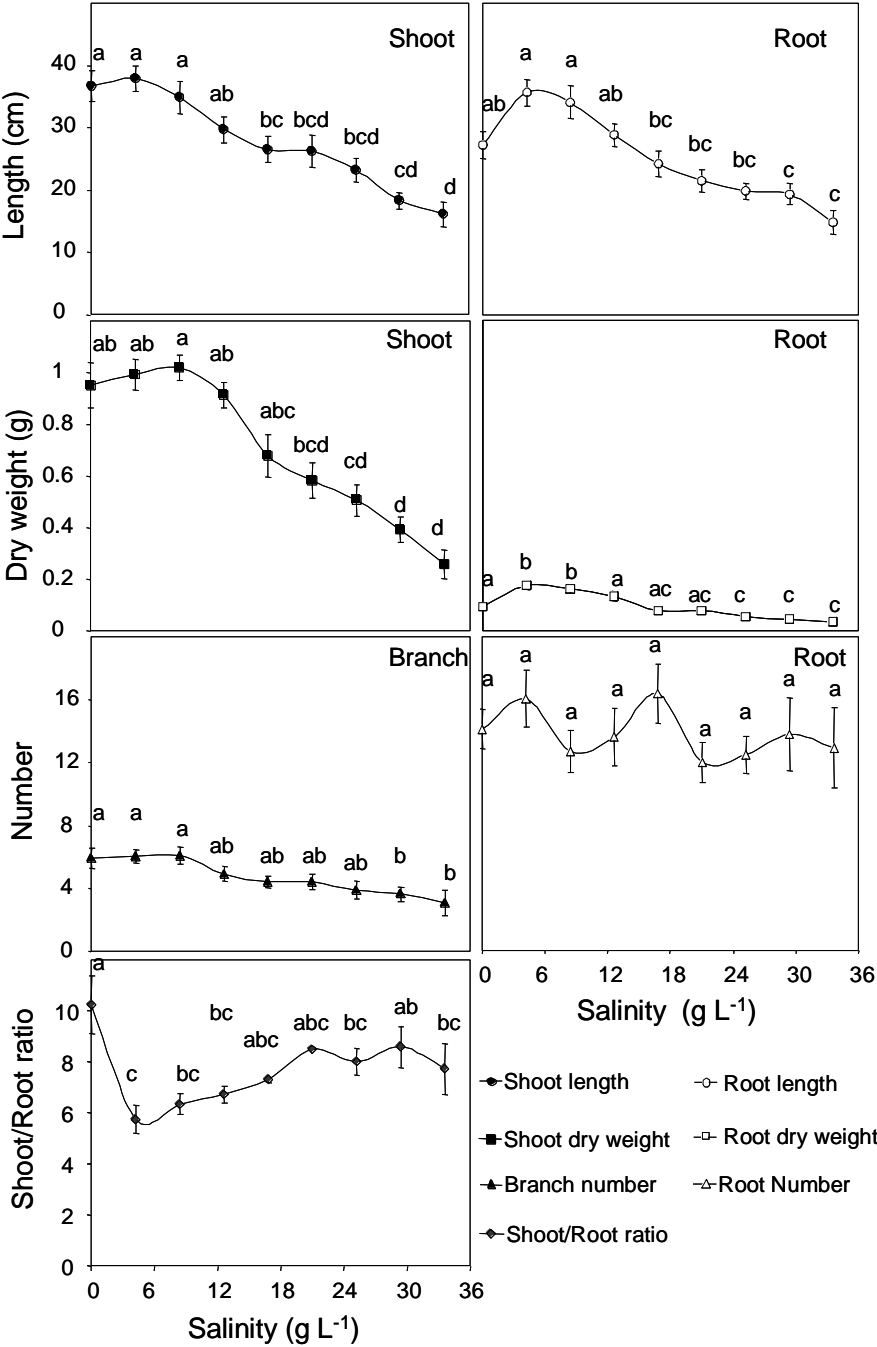 Shoot
Root
Length (cm)
40
30
20
10
0
a a a ab bc bcd bcd cd d
ab a a ab bc bc bc c c
Shoot
Root
Dry weight (g)
1
0.8
0.6
0.4
0.2
0
ab ab a ab abc bcd cd d d
a b b a ac ac c c c
Branch
Root
Number
16
12
8
4
0
a a a ab ab ab ab b b
a a a a a a a a a
0 6 12 18 24 30 36
Salinity (g L-1)
Shoot/Root ratio
10
8
6
4
2
0
a c bc bc abc abc bc ab bc
0 6 12 18 24 30 36
Salinity (g L-1)
Shoot length
Root length
Shoot dry weight
Root dry weight
Branch number
Root Number
Shoot/Root ratio